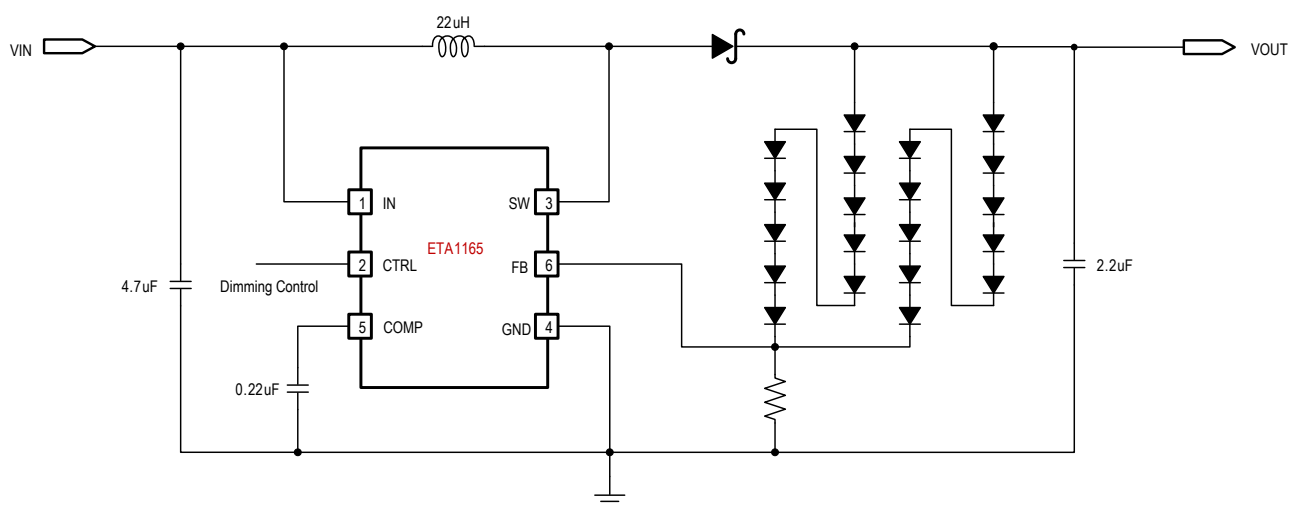 22uH
VIN
VOUT
1 IN
SW 3
ETA1165
2 CTRL
FB 6
Dimming Control
4.7uF
2.2uF
5 COMP
GND 4
0.22uF